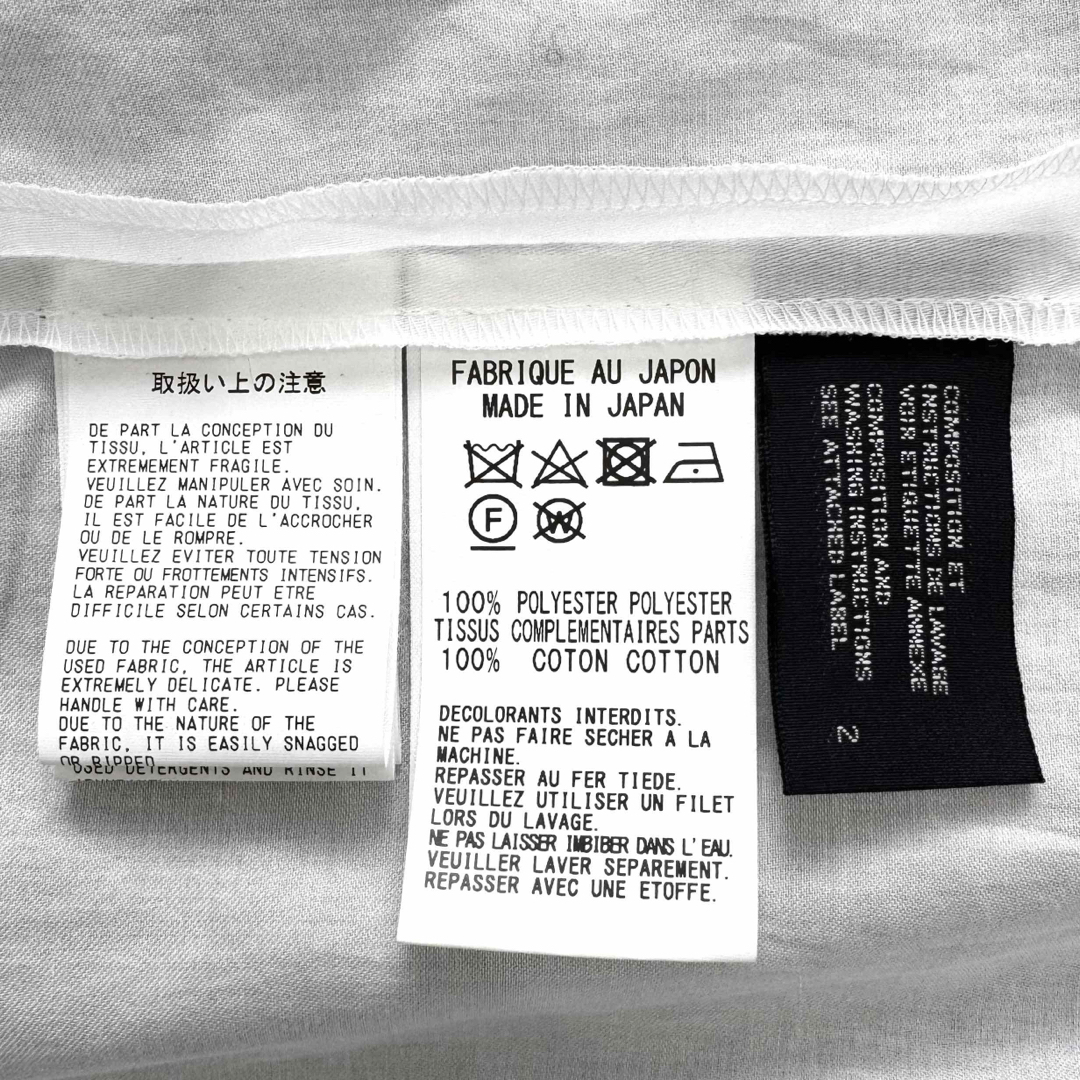 取扱い上の注意
DE PART LA CONCEPTION DU
TISSU, L'ARTICLE EST
EXTREMEMENT FRAGILE.
VEUILLEZ MANIPULER AVEC SOIN.
DE PART LA NATURE DU TISSU,
IL EST FACILE DE L'ACCROCHER
OU DE LE ROMPRE.
VEUILLEZ EVITER TOUTE TENSION
FORTE OU FROTTEMENTS INTENSIFS.
LA REPARATION PEUT ETRE
DIFFICILE SELON CERTAINS CAS.
DUE TO THE CONCEPTION OF THE
USED FABRIC, THE ARTICLE IS
EXTREMELY DELICATE. PLEASE
HANDLE WITH CARE.
DUE TO THE NATURE OF THE
FABRIC, IT IS EASILY SNAGGED
OR RIPPED
USED DETERGENTS AND RINSE IT
FABRIQUE AU JAPON
MADE IN JAPAN
F W
100% POLYESTER POLYESTER
TISSUS COMPLEMENTAIRES PARTS
100% COTON COTTON
DECOLORANTS INTERDITS.
NE PAS FAIRE SECHER A LA
MACHINE.
REPASSER AU FER TIEDE.
VEUILLEZ UTILISER UN FILET
LORS DU LAVAGE.
NE PAS LAISSER IMBIBER DANS L'EAU.
VEUILLER LAVER SEPAREMENT.
REPASSER AVEC UNE ETOFFE.
COMPOSITION ET
INSTRUCTIONS DE LAVAGE
VOIR ETIQUETTE ANNEXE
COMPOSITION AND
WASHING INSTRUCTIONS
SEE ATTACHED LABEL
2